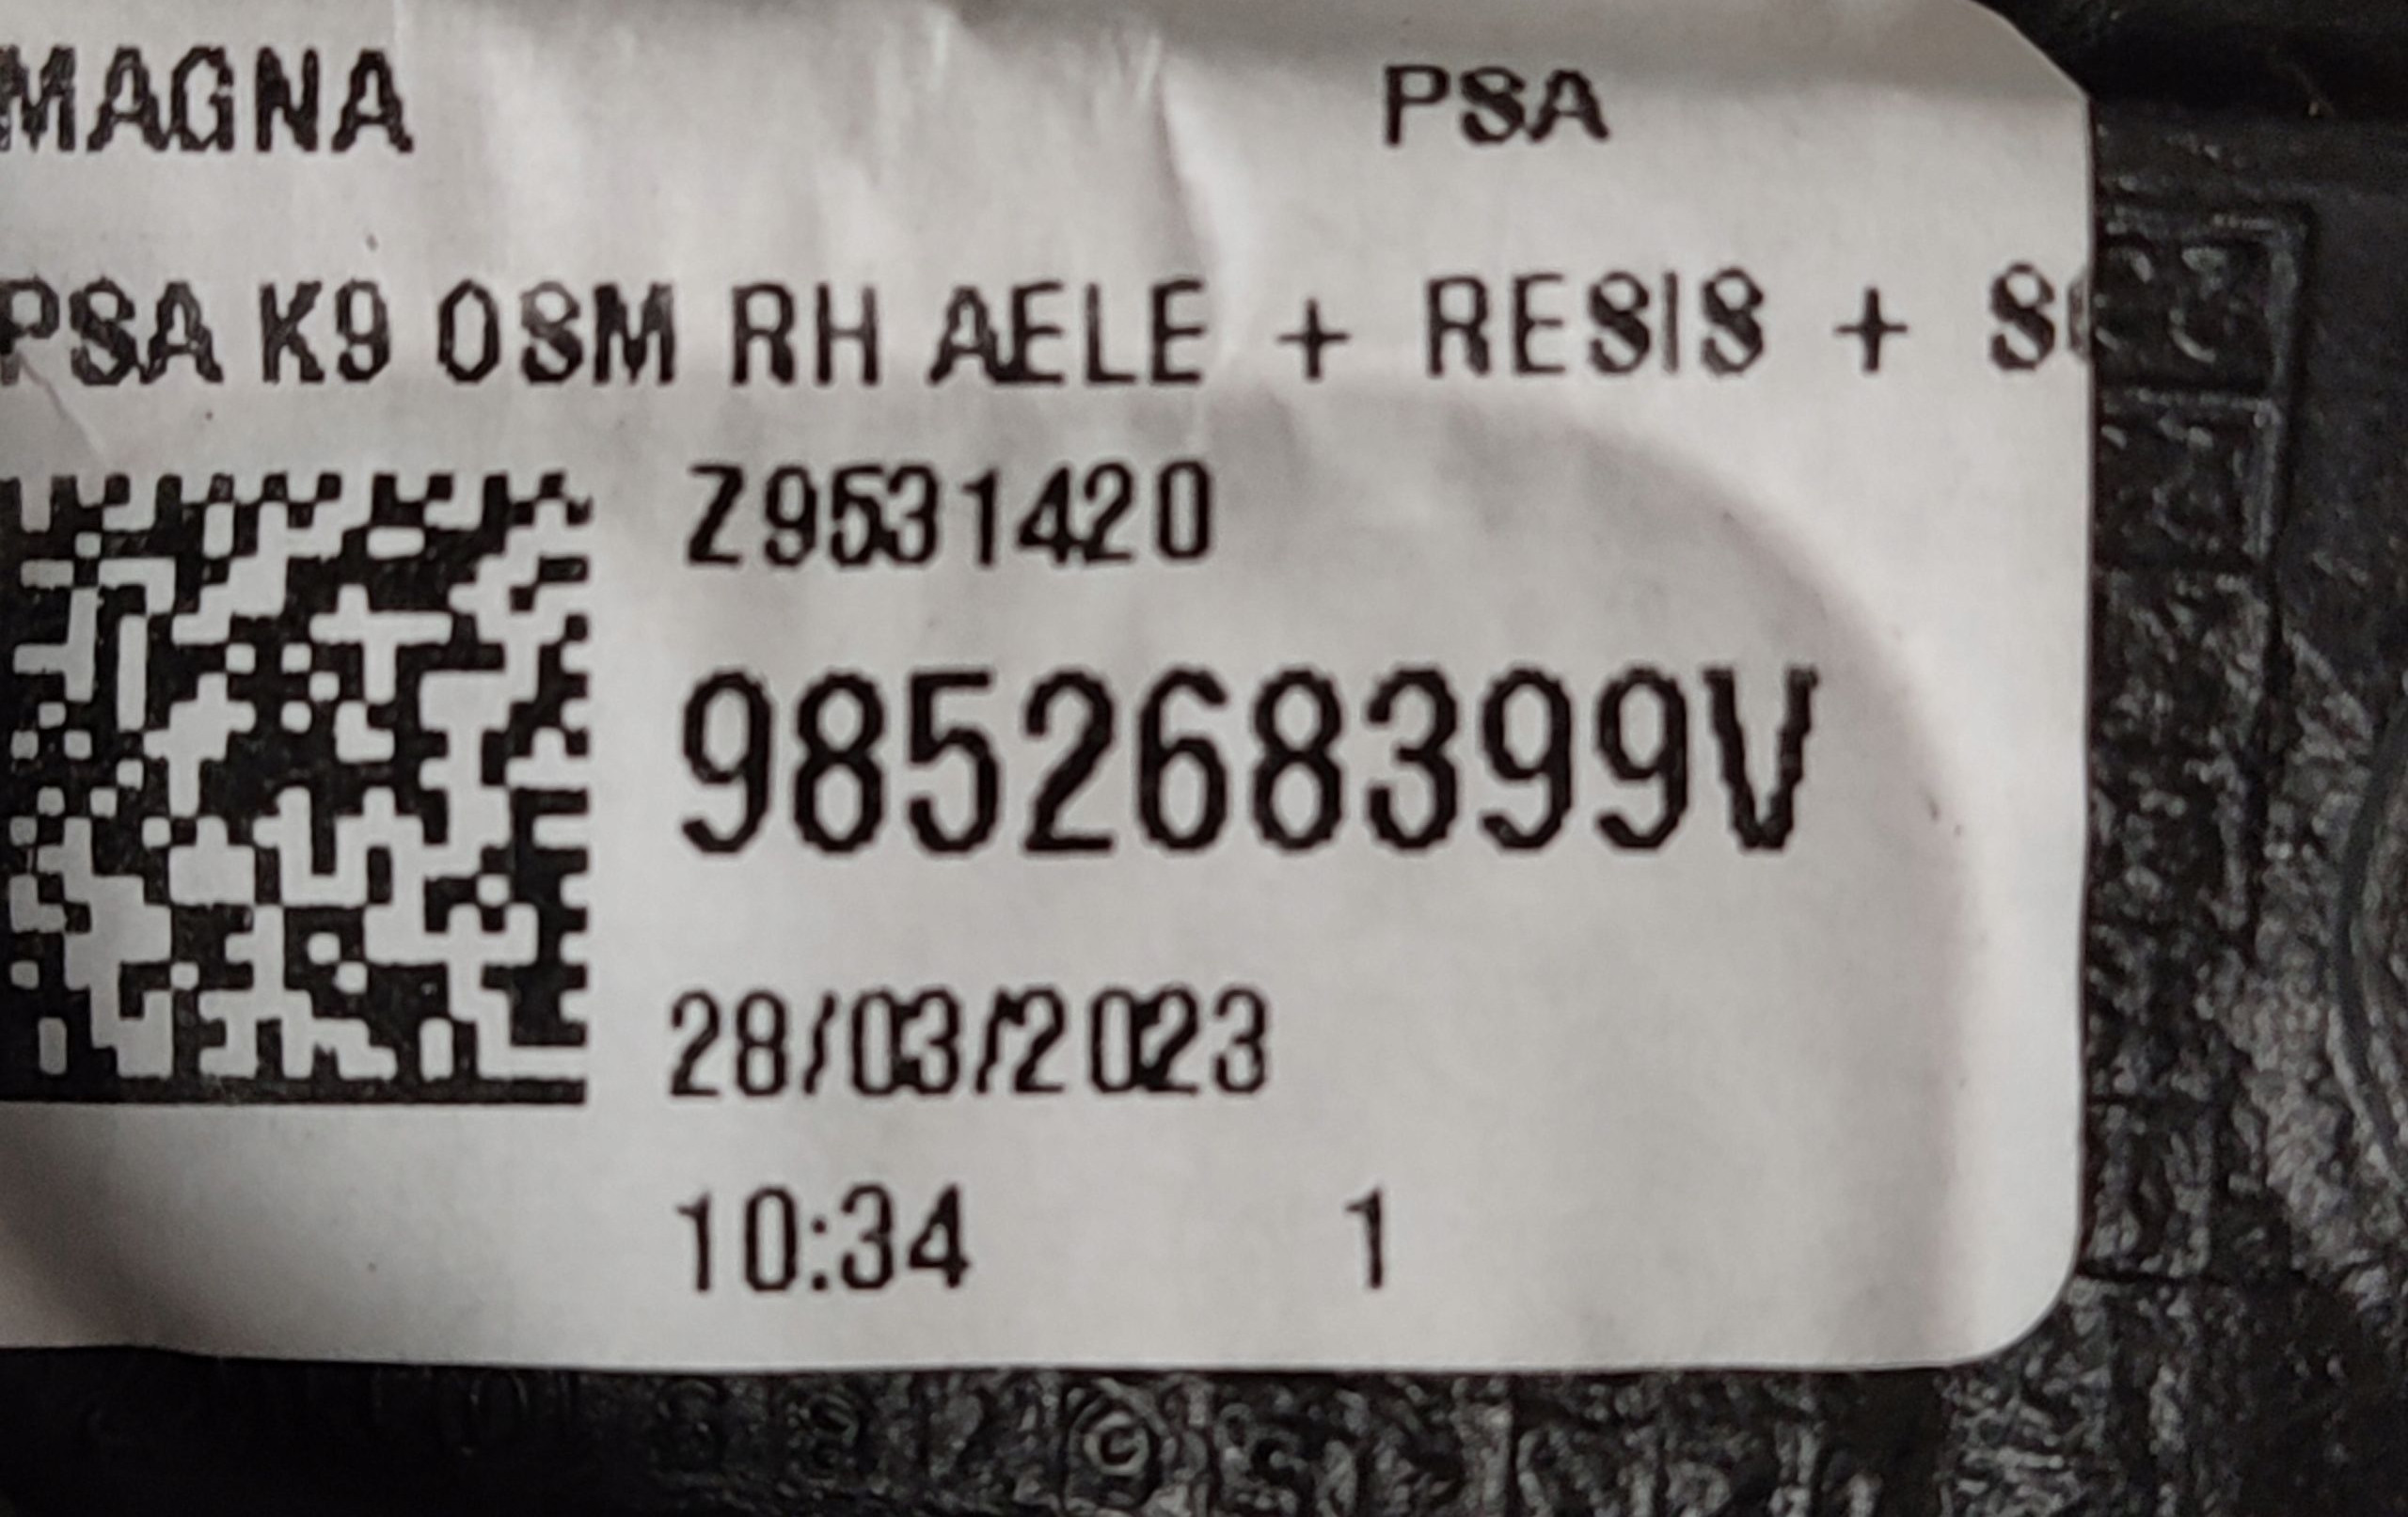 MAGNA PSA
PSA K9 OSM RH AELE + RESIS +
Z9531420
985268399V
28/03/2023
10:34 1